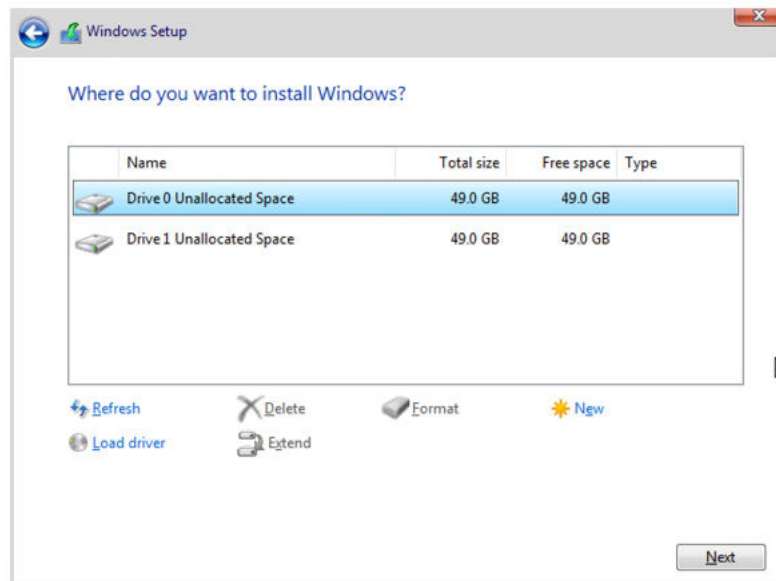 Windows Setup
Where do you want to install Windows?
Name Total size Free space Type
Drive 0 Unallocated Space 49.0 GB 49.0 GB
Drive 1 Unallocated Space 49.0 GB 49.0 GB
Refresh Delete Format New
Load driver Extend
Next